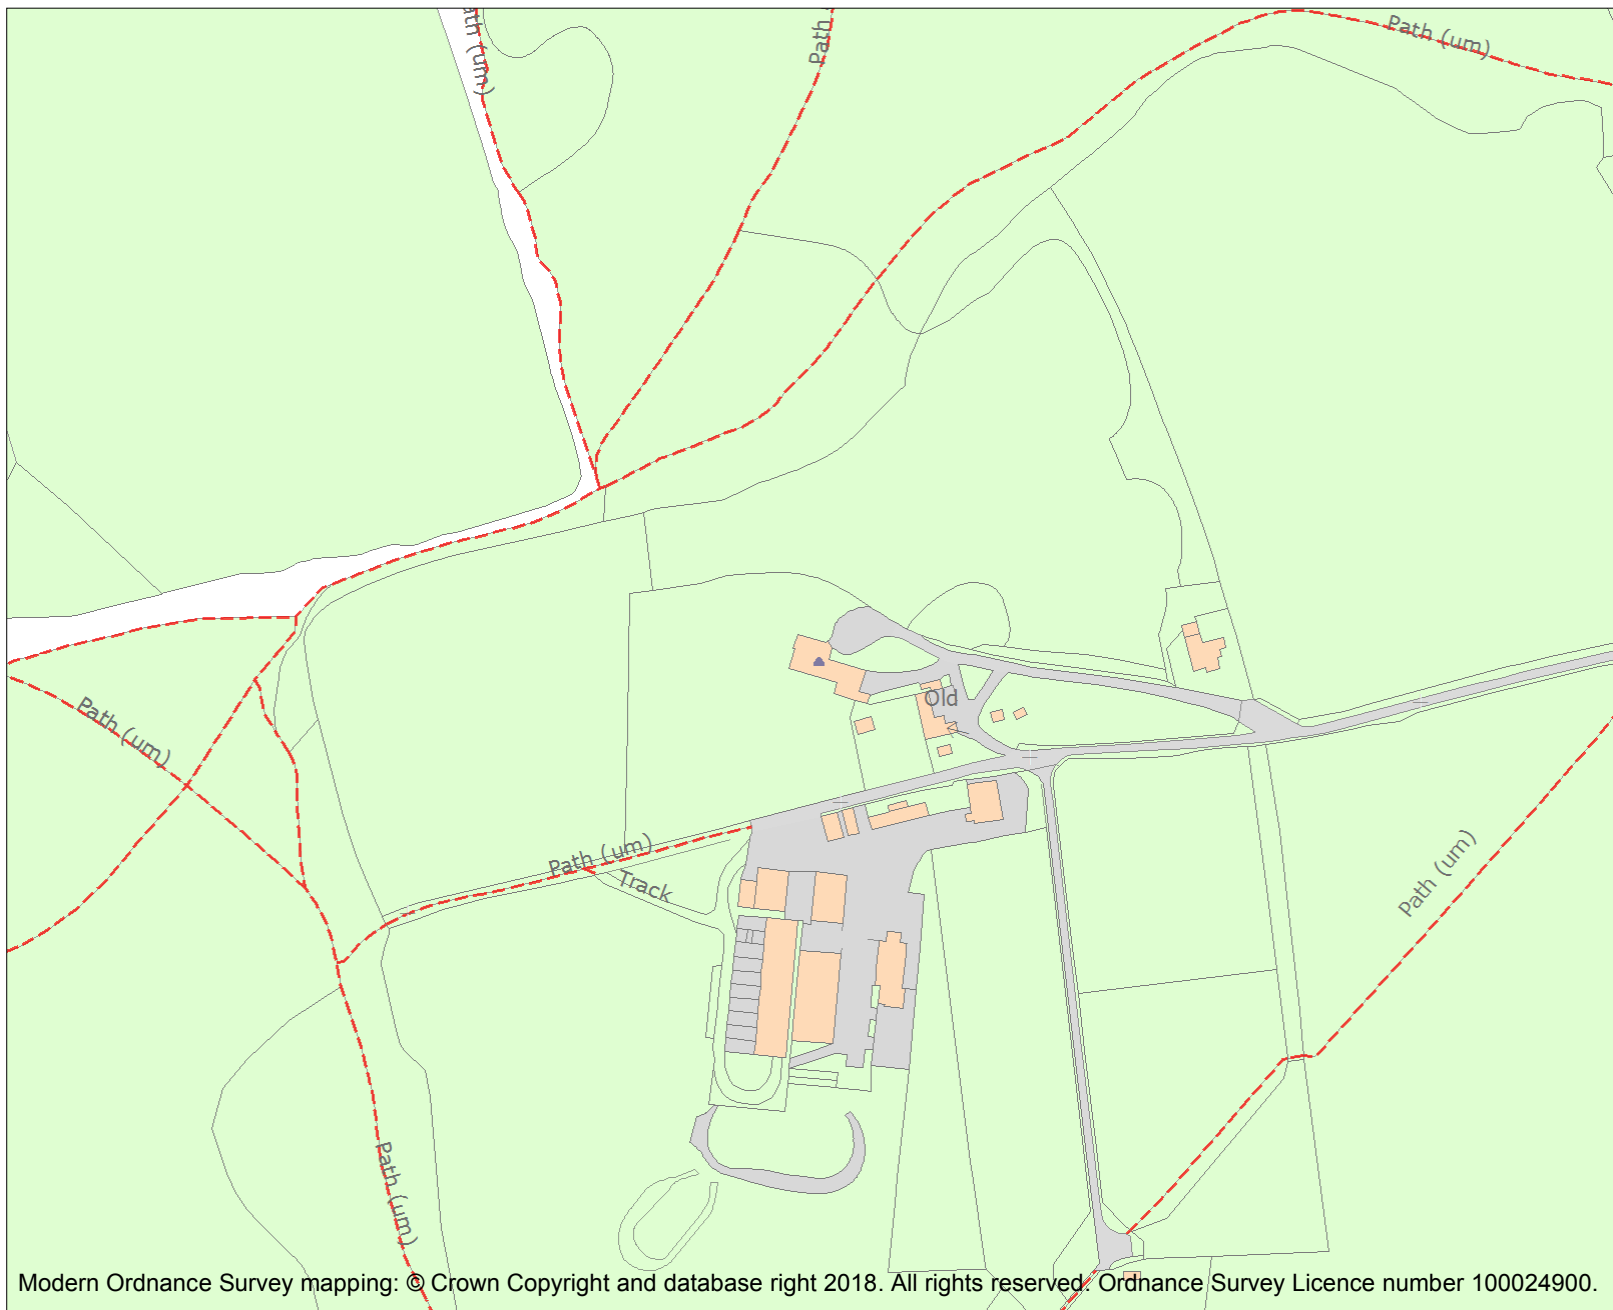 Path (um)
Path
Path (um)
Old
Path (um)
Path (um)
Track
Path (um)
Path (um)
Modern Ordnance Survey mapping: © Crown Copyright and database right 2018. All rights reserved. Ordnance Survey Licence number 100024900.